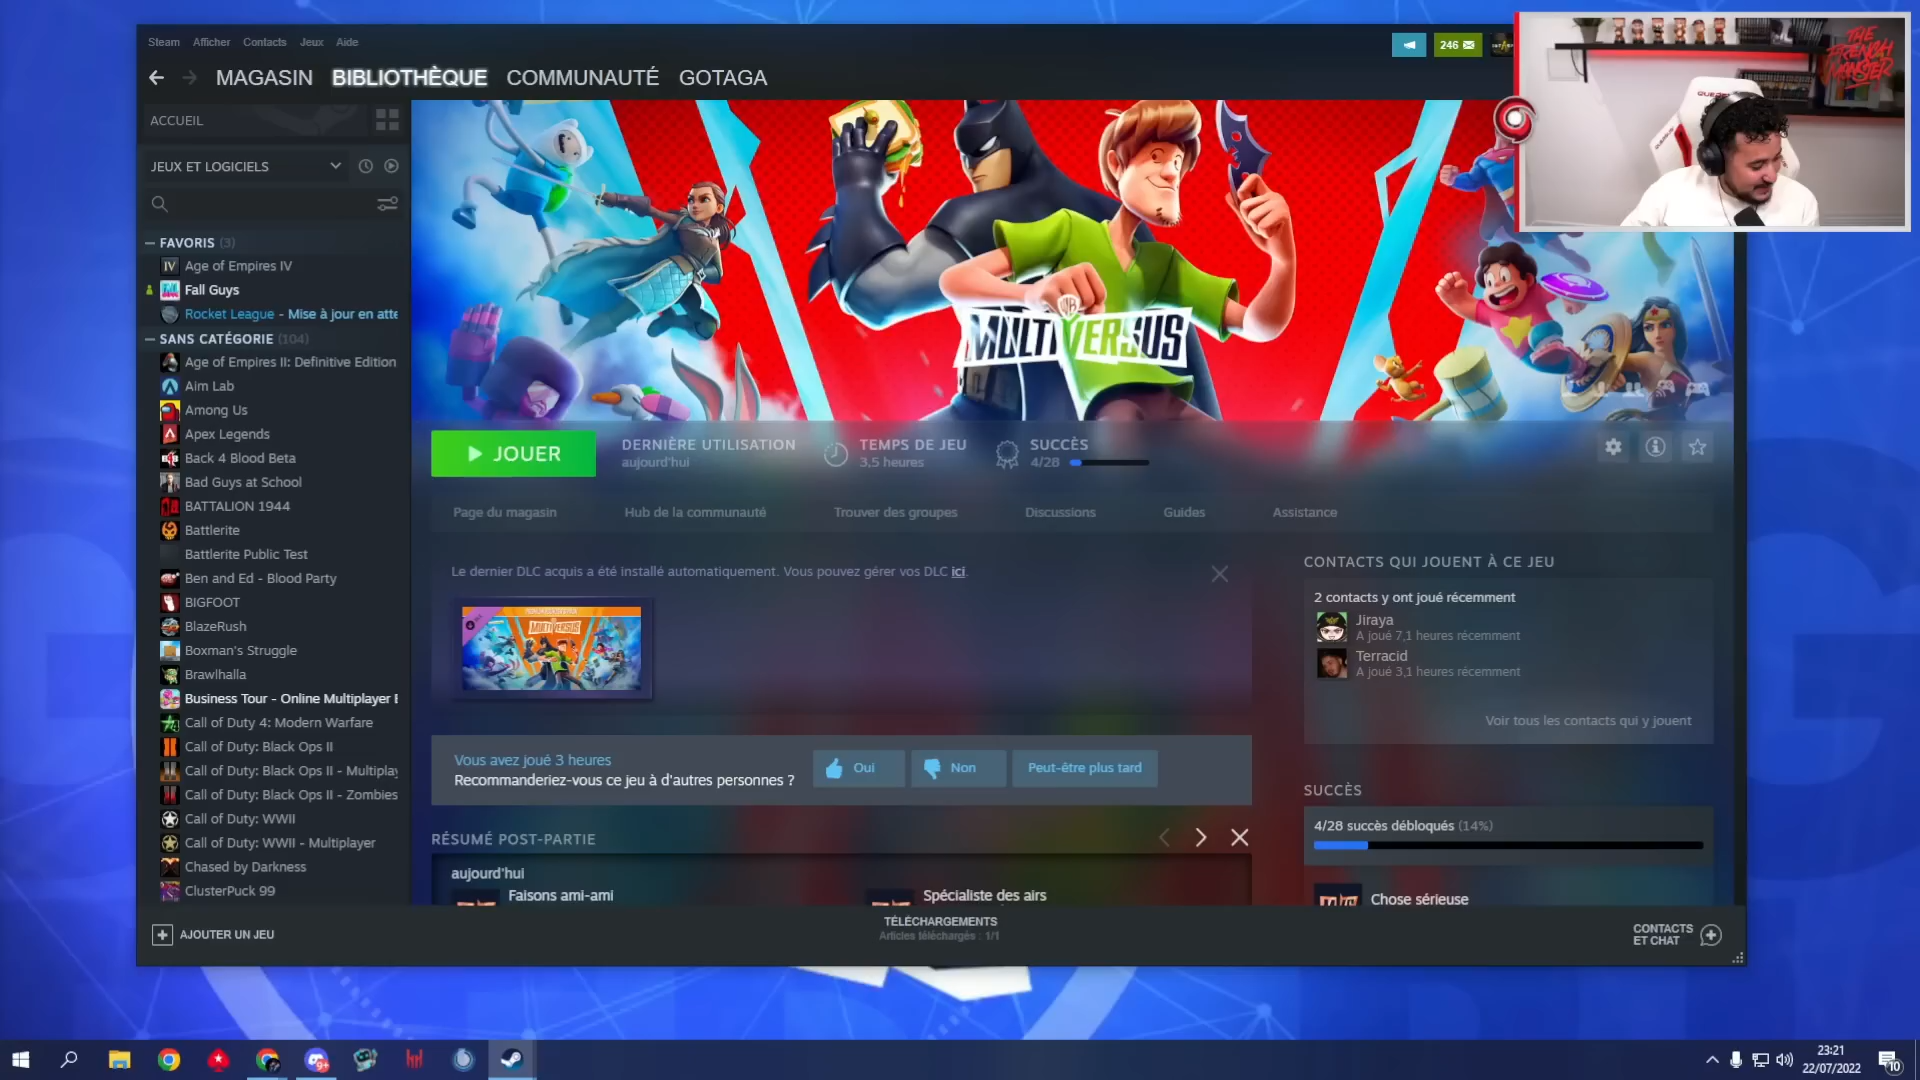 Steam Afficher Contacts Jeux Aide
246
MAGASIN BIBLIOTHÈQUE COMMUNAUTÉ GOTAGA
THE FRENCH MONSTER
ACCUEIL
JEUX ET LOGICIELS
— FAVORIS (3)
Age of Empires IV
Fall Guys
Rocket League - Mise à jour en atte
— SANS CATÉGORIE (104)
Age of Empires II: Definitive Edition
Aim Lab
Among Us
Apex Legends
Back 4 Blood Beta
Bad Guys at School
BATTALION 1944
Battlerite
Battlerite Public Test
Ben and Ed - Blood Party
BIGFOOT
BlazeRush
Boxman's Struggle
Brawlhalla
Business Tour - Online Multiplayer
Call of Duty 4: Modern Warfare
Call of Duty: Black Ops II
Call of Duty: Black Ops II - Multiplay
Call of Duty: Black Ops II - Zombies
Call of Duty: WWII
Call of Duty: WWII - Multiplayer
Chased by Darkness
ClusterPuck 99
MULTIVERSUS
JOUER
DERNIÈRE UTILISATION
aujourd'hui
TEMPS DE JEU
3,5 heures
SUCCÈS
4/28
Page du magasin Hub de la communauté Trouver des groupes Discussions Guides Assistance
Le dernier DLC acquis a été installé automatiquement. Vous pouvez gérer vos DLC ici.
MULTIVERSUS
Vous avez joué 3 heures
Recommanderiez-vous ce jeu à d'autres personnes ?
Oui Non Peut-être plus tard
RÉSUMÉ POST-PARTIE
aujourd'hui
Faisons ami-ami
Spécialiste des airs
CONTACTS QUI JOUENT À CE JEU
2 contacts y ont joué récemment
Jiraya
A joué 7,1 heures récemment
Terracid
A joué 3,1 heures récemment
Voir tous les contacts qui y jouent
SUCCÈS
4/28 succès débloqués (14%)
Chose sérieuse
AJOUTER UN JEU
TÉLÉCHARGEMENTS
Articles téléchargés : 1/1
CONTACTS
ET CHAT
9+
23:21
22/07/2022
10